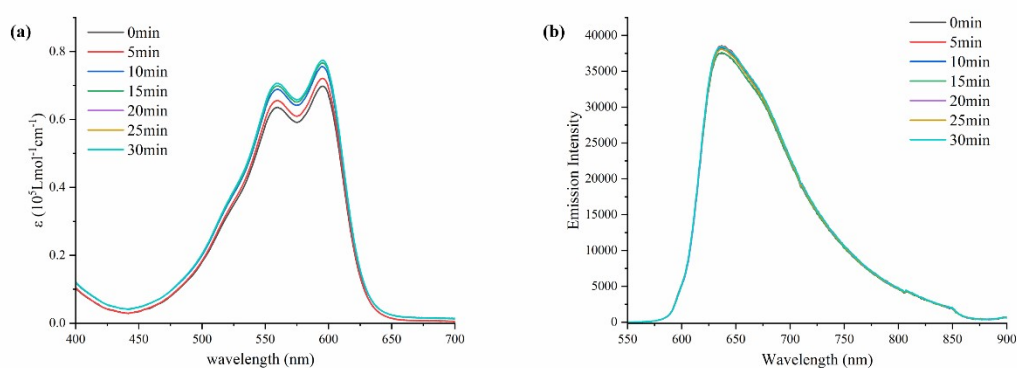 (a)
0min
5min
10min
15min
20min
25min
30min
0.8
0.6
0.4
0.2
0.0
ε (10⁵Lmol⁻¹cm⁻¹)
400 450 500 550 600 650 700
wavelength (nm)
(b)
0min
5min
10min
15min
20min
25min
30min
40000
35000
30000
25000
20000
15000
10000
5000
0
Emission Intensity
550 600 650 700 750 800 850 900
Wavelength (nm)